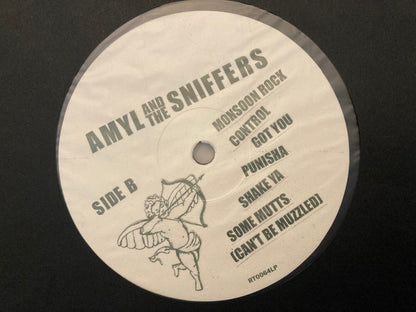 AMYL AND THE SNIFFERS
SIDE B
MONSOON ROCK
CONTROL
GOT YOU
PUNISHA
SHAKE YA
SOME MUTTS
(CAN'T BE MUZZLED)
RT0064LP